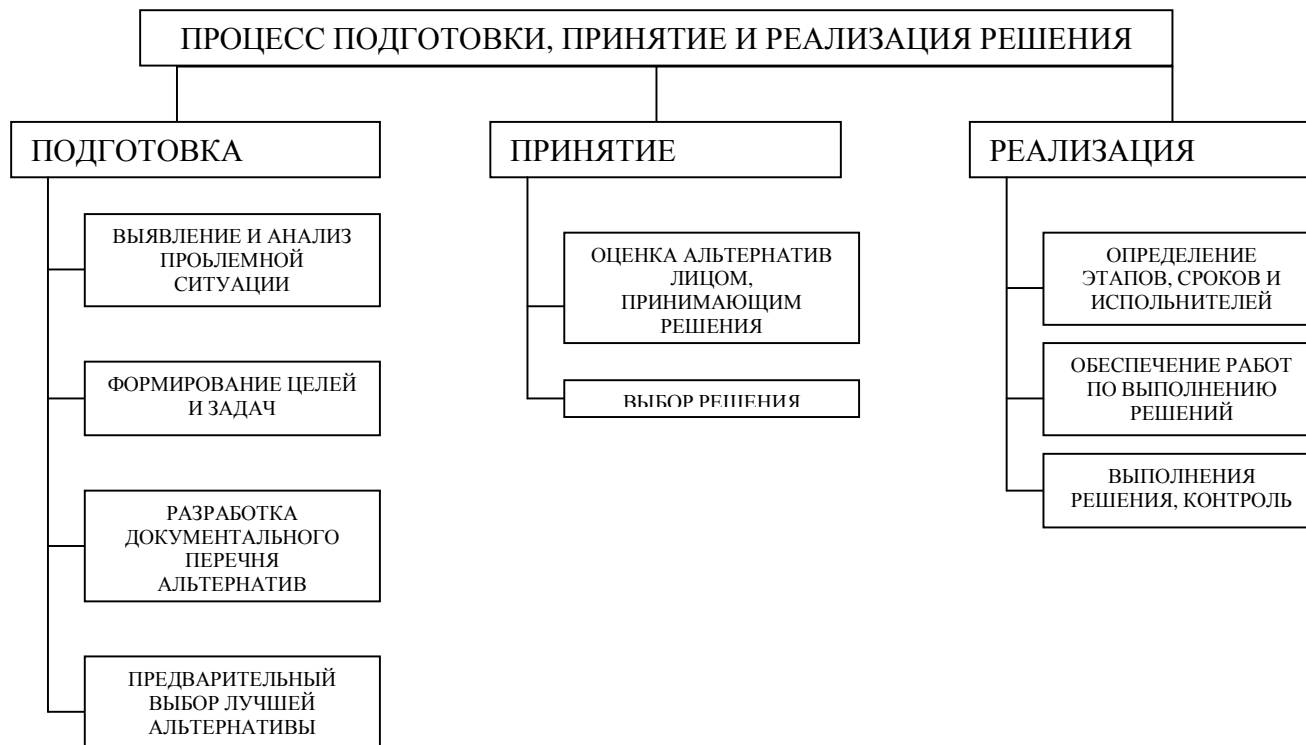 ПРОЦЕСС ПОДГОТОВКИ, ПРИНЯТИЕ И РЕАЛИЗАЦИЯ РЕШЕНИЯ
ПОДГОТОВКА
ВЫЯВЛЕНИЕ И АНАЛИЗ
ПРОЬЛЕМНОЙ
СИТУАЦИИ
ФОРМИРОВАНИЕ ЦЕЛЕЙ
И ЗАДАЧ
РАЗРАБОТКА
ДОКУМЕНТАЛЬНОГО
ПЕРЕЧНЯ
АЛЬТЕРНАТИВ
ПРЕДВАРИТЕЛЬНЫЙ
ВЫБОР ЛУЧШЕЙ
АЛЬТЕРНАТИВЫ
ПРИНЯТИЕ
ОЦЕНКА АЛЬТЕРНАТИВ
ЛИЦОМ,
ПРИНИМАЮЩИМ
РЕШЕНИЯ
ВЫБОР РЕШЕНИЯ
РЕАЛИЗАЦИЯ
ОПРЕДЕЛЕНИЕ
ЭТАПОВ, СРОКОВ И
ИСПОЛЬНИТЕЛЕЙ
ОБЕСПЕЧЕНИЕ РАБОТ
ПО ВЫПОЛНЕНИЮ
РЕШЕНИЙ
ВЫПОЛНЕНИЯ
РЕШЕНИЯ, КОНТРОЛЬ